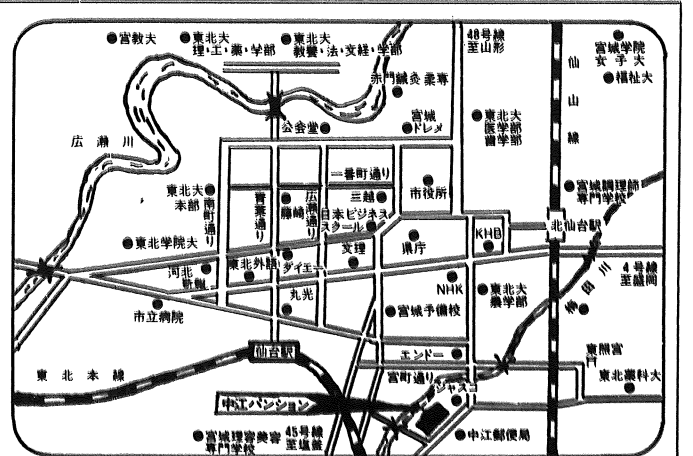 宮教大
東北大
理・工・薬・学部
東北大
教養・法・文経・学部
48号線
至山形
仙山線
宮城学院
女子大
福祉大
赤門鍼灸柔専
宮城
ドレメ
東北大
医学部
歯学部
公会堂
広瀬川
一番町通り
東北大
本部
南町通り
青葉通り
藤崎
広瀬通り
三越
日本ビジネス
スクール
市役所
宮城調理師
専門学校
北仙台駅
KHB
県庁
文理
東北学院大
河北
新報
東北外語
ダイエー
丸光
NHK
東北大
農学部
梅田川
4号線
至盛岡
市立病院
宮城予備校
仙台駅
エンドー
宮町通り
ジャスコ
東照宮
東北薬科大
東北本線
中江パンション
宮城理容美容
専門学校
45号線
至塩釜
中江郵便局